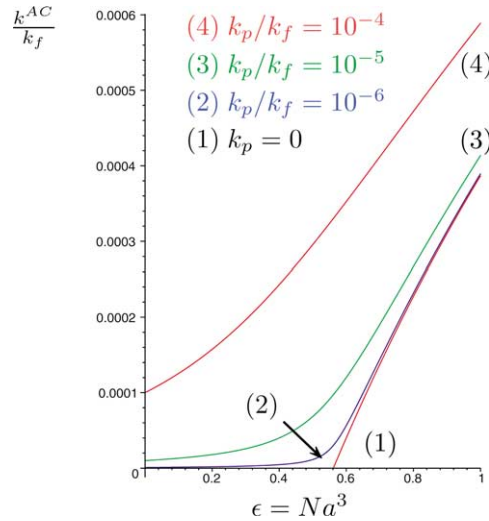 k^{AC}/k_f
0.0006
(4) k_p/k_f = 10^{-4}
(3) k_p/k_f = 10^{-5}
(2) k_p/k_f = 10^{-6}
(1) k_p = 0
(4)
0.0005
0.0004
(3)
0.0003
0.0002
0.0001
(2)
(1)
0
0.2 0.4 0.6 0.8 1
ϵ = Na³